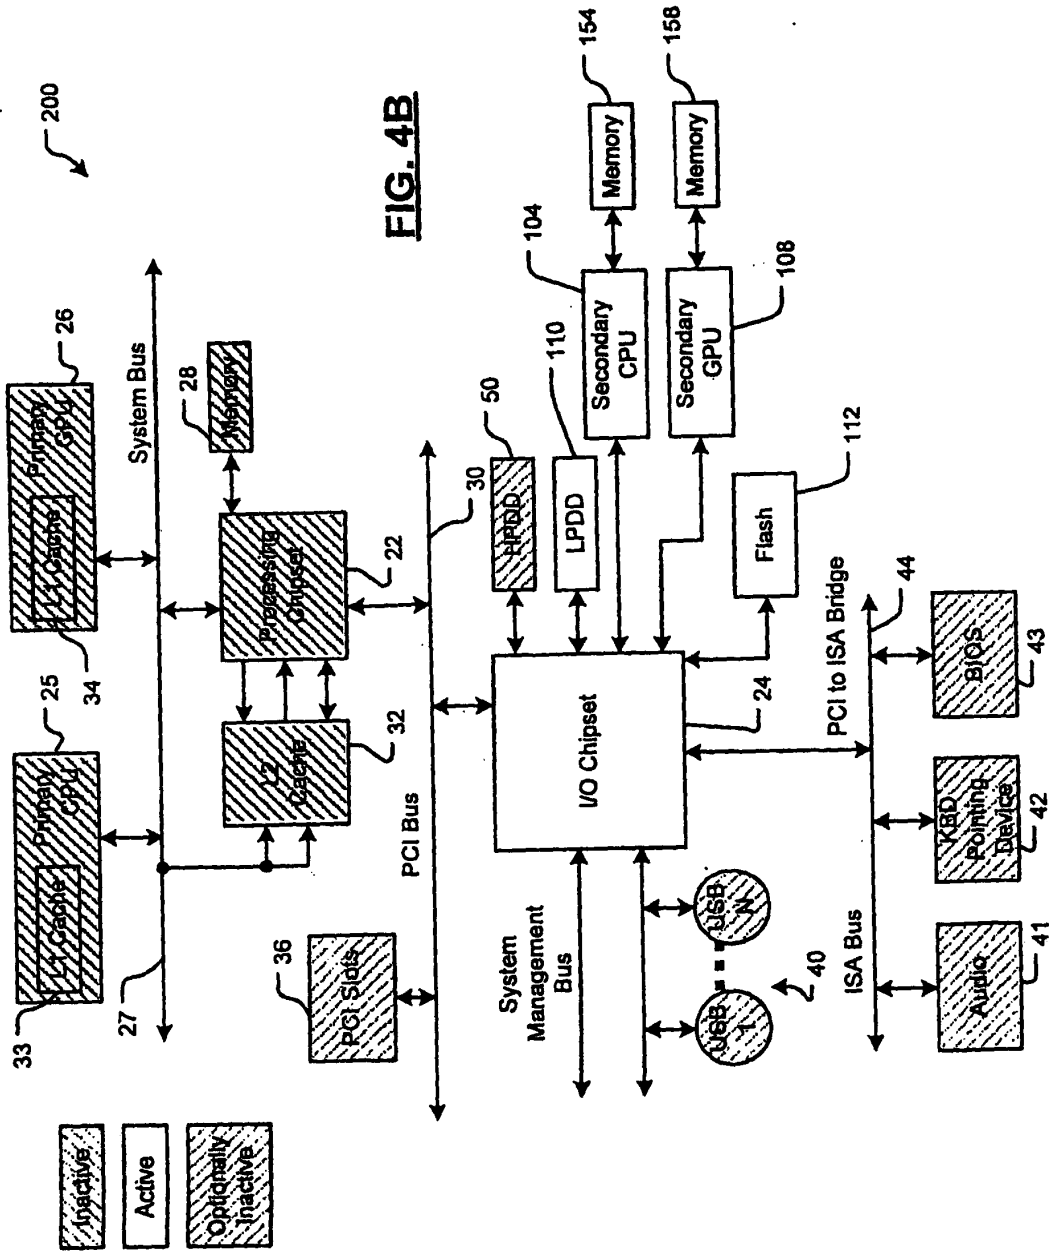 200
Inactive
Active
Optionally
Inactive
33
L1 Cache
Primary
CPU
25
34
L1 Cache
Primary
GPU
26
27
System Bus
L2
Cache
32
Processing
Chipset
22
28
Memory
36
PCI Slots
PCI Bus
30
System
Management
Bus
I/O Chipset
24
HPDD
50
LPDD
110
Secondary
CPU
104
Memory
154
Secondary
GPU
108
Memory
158
Flash
112
USB
1
USB
N
40
ISA Bus
PCI to ISA Bridge
44
Audio
41
KBD
Pointing
Device
42
BIOS
43
FIG. 4B